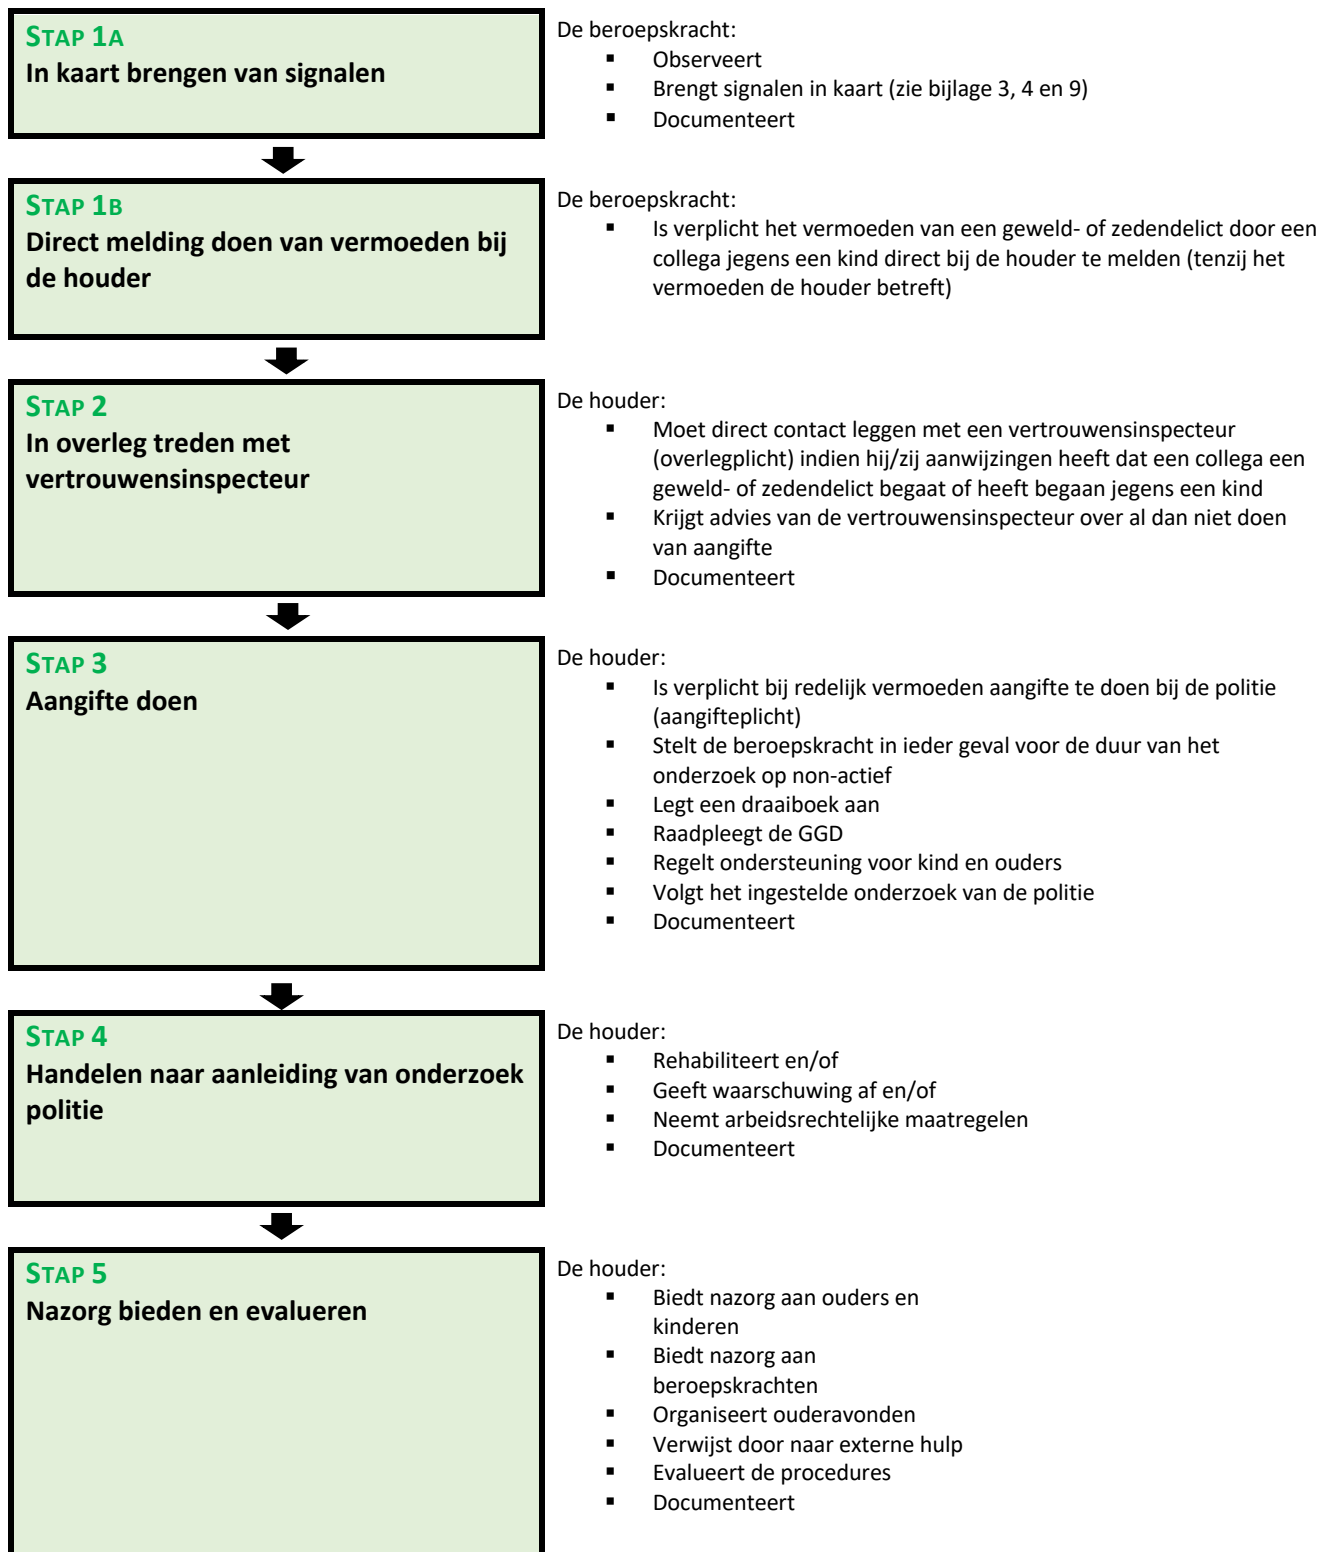 STAP 1A
In kaart brengen van signalen
De beroepskracht:
▪ Observeert
▪ Brengt signalen in kaart (zie bijlage 3, 4 en 9)
▪ Documenteert
STAP 1B
Direct melding doen van vermoeden bij
de houder
De beroepskracht:
▪ Is verplicht het vermoeden van een geweld- of zedendelict door een
collega jegens een kind direct bij de houder te melden (tenzij het
vermoeden de houder betreft)
STAP 2
In overleg treden met
vertrouwensinspecteur
De houder:
▪ Moet direct contact leggen met een vertrouwensinspecteur
(overlegplicht) indien hij/zij aanwijzingen heeft dat een collega een
geweld- of zedendelict begaat of heeft begaan jegens een kind
▪ Krijgt advies van de vertrouwensinspecteur over al dan niet doen
van aangifte
▪ Documenteert
STAP 3
Aangifte doen
De houder:
▪ Is verplicht bij redelijk vermoeden aangifte te doen bij de politie
(aangifteplicht)
▪ Stelt de beroepskracht in ieder geval voor de duur van het
onderzoek op non-actief
▪ Legt een draaiboek aan
▪ Raadpleegt de GGD
▪ Regelt ondersteuning voor kind en ouders
▪ Volgt het ingestelde onderzoek van de politie
▪ Documenteert
STAP 4
Handelen naar aanleiding van onderzoek
politie
De houder:
▪ Rehabiliteert en/of
▪ Geeft waarschuwing af en/of
▪ Neemt arbeidsrechtelijke maatregelen
▪ Documenteert
STAP 5
Nazorg bieden en evalueren
De houder:
▪ Biedt nazorg aan ouders en
kinderen
▪ Biedt nazorg aan
beroepskrachten
▪ Organiseert ouderavonden
▪ Verwijst door naar externe hulp
▪ Evalueert de procedures
▪ Documenteert